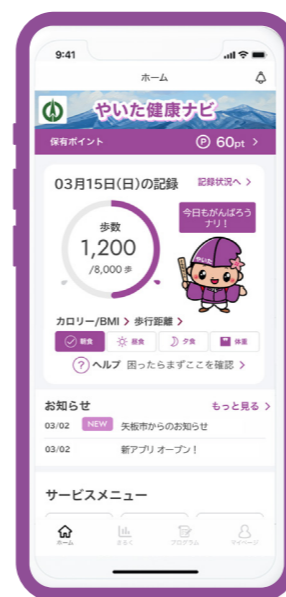 9:41
ホーム
やいた健康ナビ
保有ポイント
P 60pt >
03月15日(日)の記録
記録状況へ >
歩数
1,200
/8,000 歩
今日もがんばろう
ナリ！
やいた
カロリー/BMI > 歩行距離 >
朝食 昼食 夕食 体重
? ヘルプ 困ったらまずここを確認 >
お知らせ
もっと見る >
03/02 NEW 矢板市からのお知らせ
03/02 新アプリ オープン！
サービスメニュー
ホーム まるく プログラム マイページ